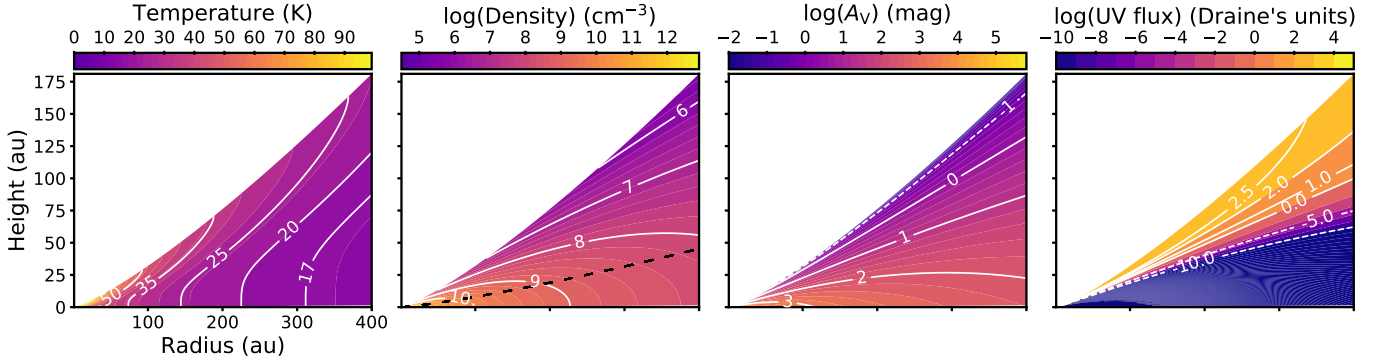 Temperature (K)
log(Density) (cm⁻³)
log(A_V) (mag)
log(UV flux) (Draine's units)
0 10 20 30 40 50 60 70 80 90
5 6 7 8 9 10 11 12
−2 −1 0 1 2 3 4 5
−10 −8 −6 −4 −2 0 2 4
175
150
125
100
75
50
25
0
Height (au)
50
35
25
20
17
6
7
8
9
10
-1
0
1
2
3
2.5
2.0
1.0
0.0
-5.0
-10.0
100 200 300 400
Radius (au)